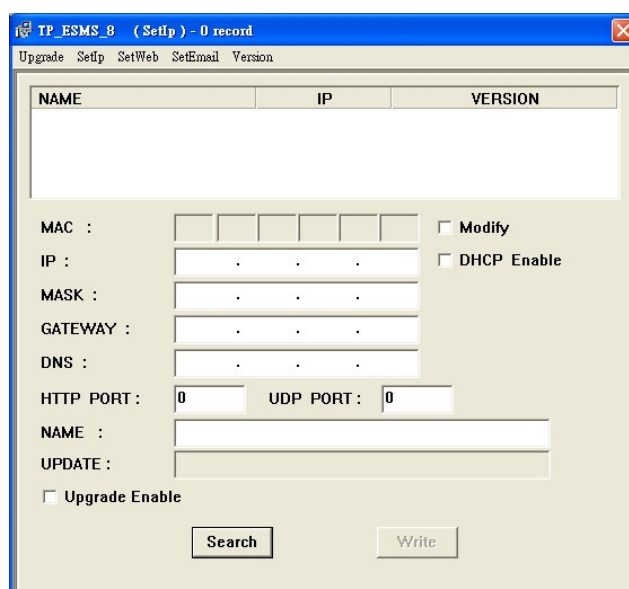 TP_ESMS_8 (SetIp) - 0 record
Upgrade SetIp SetWeb SetEmail Version
NAME IP VERSION
MAC : Modify
IP : . . . DHCP Enable
MASK : . . .
GATEWAY : . . .
DNS : . . .
HTTP PORT : 0 UDP PORT : 0
NAME :
UPDATE :
Upgrade Enable
Search Write